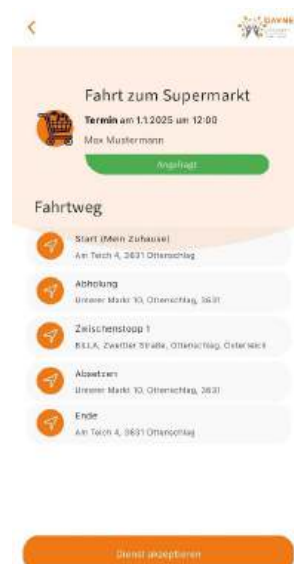 DAVNE
Fahrt zum Supermarkt
Termin am 1.1.2025 um 12:00
Max Mustermann
Angefragt
Fahrtweg
Start (Mein Zuhause)
Am Teich 4, 3631 Ottenschlag
Abholung
Unterer Markt 10, Ottenschlag, 3631
Zwischenstopp 1
BILLA, Zwettler Straße, Ottenschlag, Österreich
Absetzen
Unterer Markt 10, Ottenschlag, 3631
Ende
Am Teich 4, 3631 Ottenschlag
Dienst akzeptieren